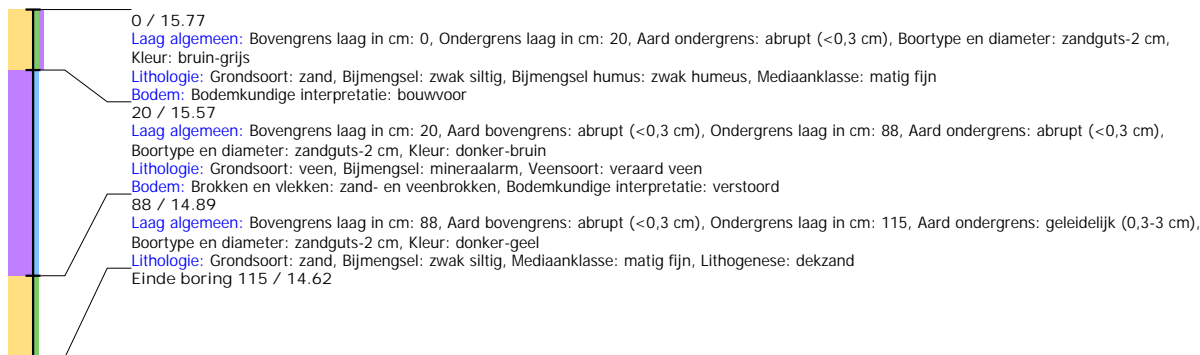 0 / 15.77
Laag algemeen: Bovengrens laag in cm: 0, Ondergrens laag in cm: 20, Aard ondergrens: abrupt (<0,3 cm), Boortype en diameter: zandguts-2 cm,
Kleur: bruin-grijs
Lithologie: Grondsoort: zand, Bijmengsel: zwak siltig, Bijmengsel humus: zwak humeus, Mediaanklasse: matig fijn
Bodem: Bodemkundige interpretatie: bouwvoor
20 / 15.57
Laag algemeen: Bovengrens laag in cm: 20, Aard bovengrens: abrupt (<0,3 cm), Ondergrens laag in cm: 88, Aard ondergrens: abrupt (<0,3 cm),
Boortype en diameter: zandguts-2 cm, Kleur: donker-bruin
Lithologie: Grondsoort: veen, Bijmengsel: mineraalarm, Veensoort: veraard veen
Bodem: Brokken en vlekken: zand- en veenbrokken, Bodemkundige interpretatie: verstoord
88 / 14.89
Laag algemeen: Bovengrens laag in cm: 88, Aard bovengrens: abrupt (<0,3 cm), Ondergrens laag in cm: 115, Aard ondergrens: geleidelijk (0,3-3 cm),
Boortype en diameter: zandguts-2 cm, Kleur: donker-geel
Lithologie: Grondsoort: zand, Bijmengsel: zwak siltig, Mediaanklasse: matig fijn, Lithogenese: dekzand
Einde boring 115 / 14.62